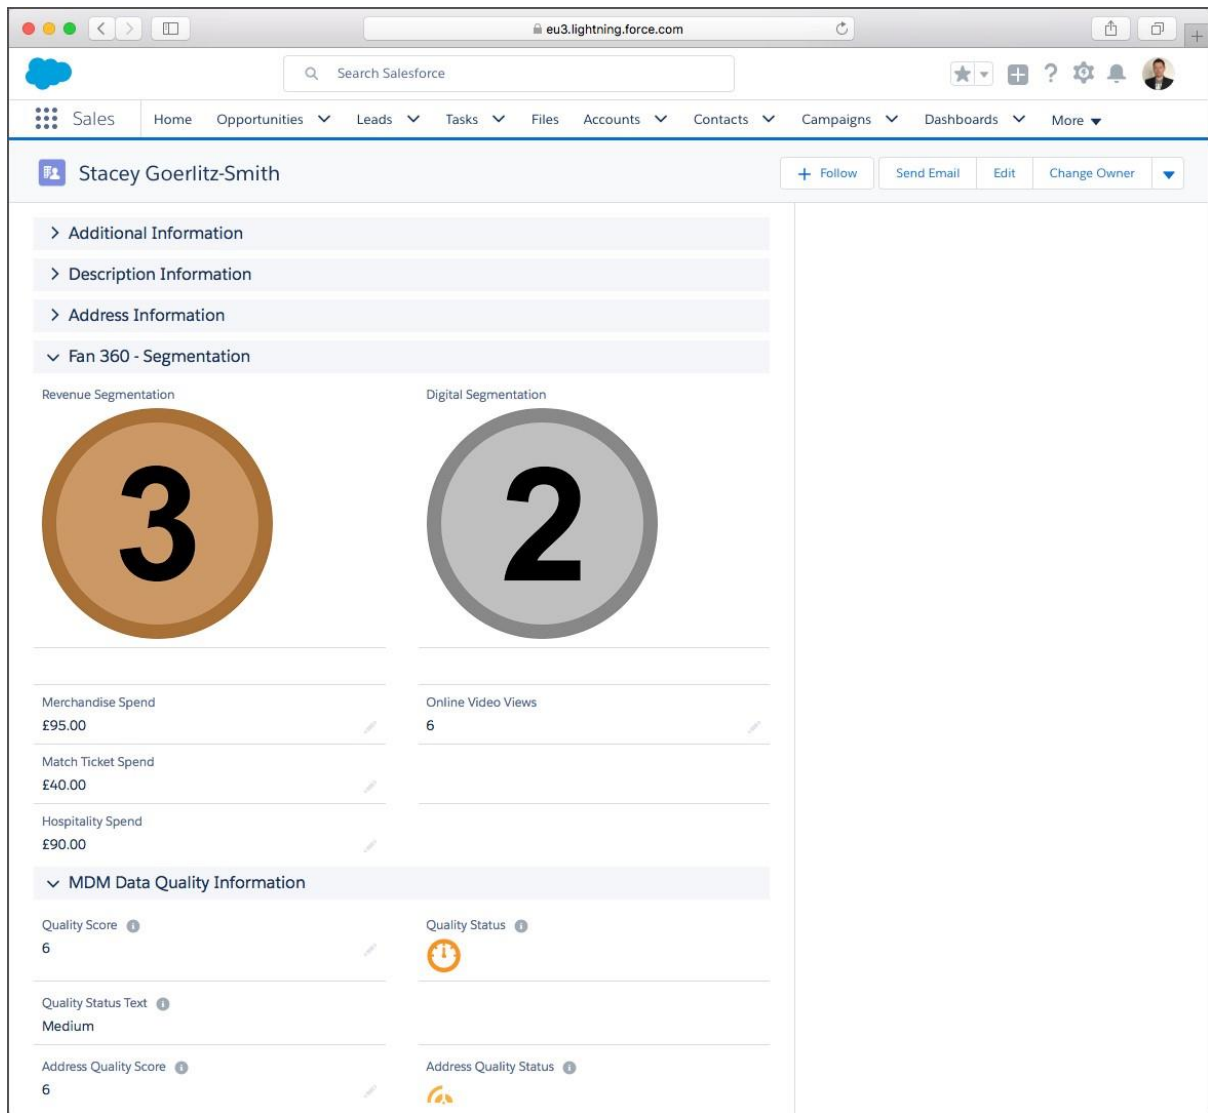 eu3.lightning.force.com
Search Salesforce
Sales Home Opportunities Leads Tasks Files Accounts Contacts Campaigns Dashboards More
Stacey Goerlitz-Smith
+ Follow Send Email Edit Change Owner
Additional Information
Description Information
Address Information
Fan 360 - Segmentation
Revenue Segmentation Digital Segmentation
3 2
Merchandise Spend Online Video Views
£95.00 6
Match Ticket Spend
£40.00
Hospitality Spend
£90.00
MDM Data Quality Information
Quality Score Quality Status
6
Quality Status Text
Medium
Address Quality Score Address Quality Status
6